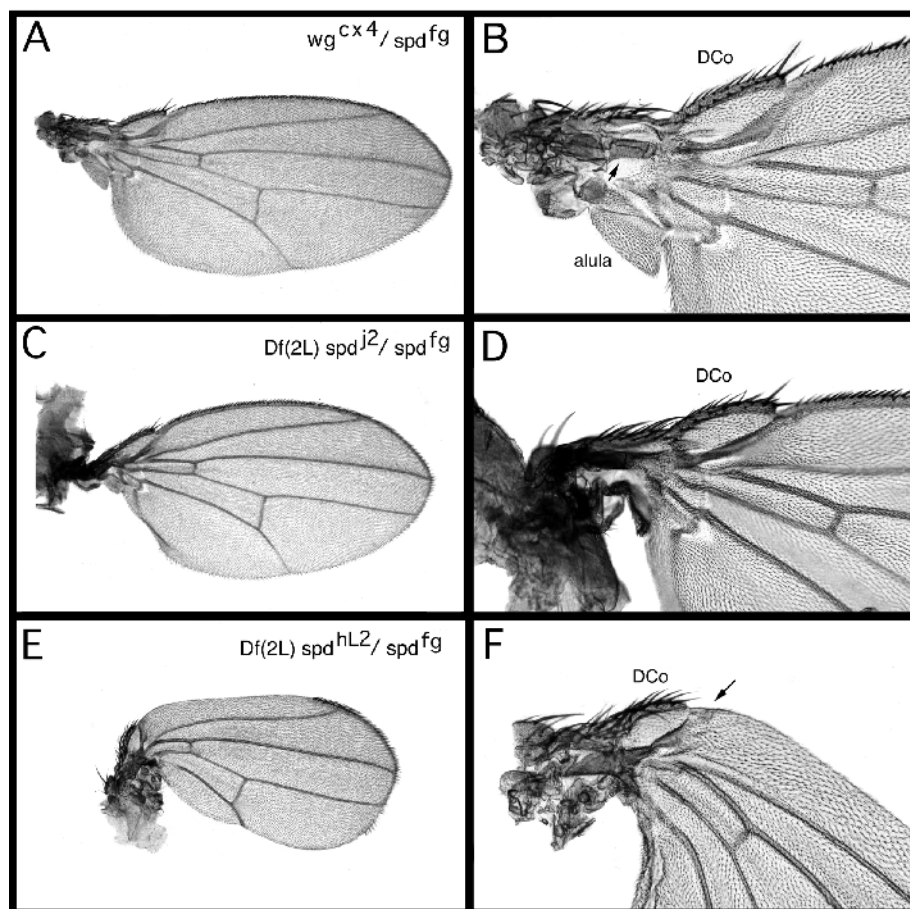 A
wg^cx4/spd^fg
B
DCo
alula
C
Df(2L) spd^j2/spd^fg
D
DCo
E
Df(2L) spd^hL2/spd^fg
F
DCo